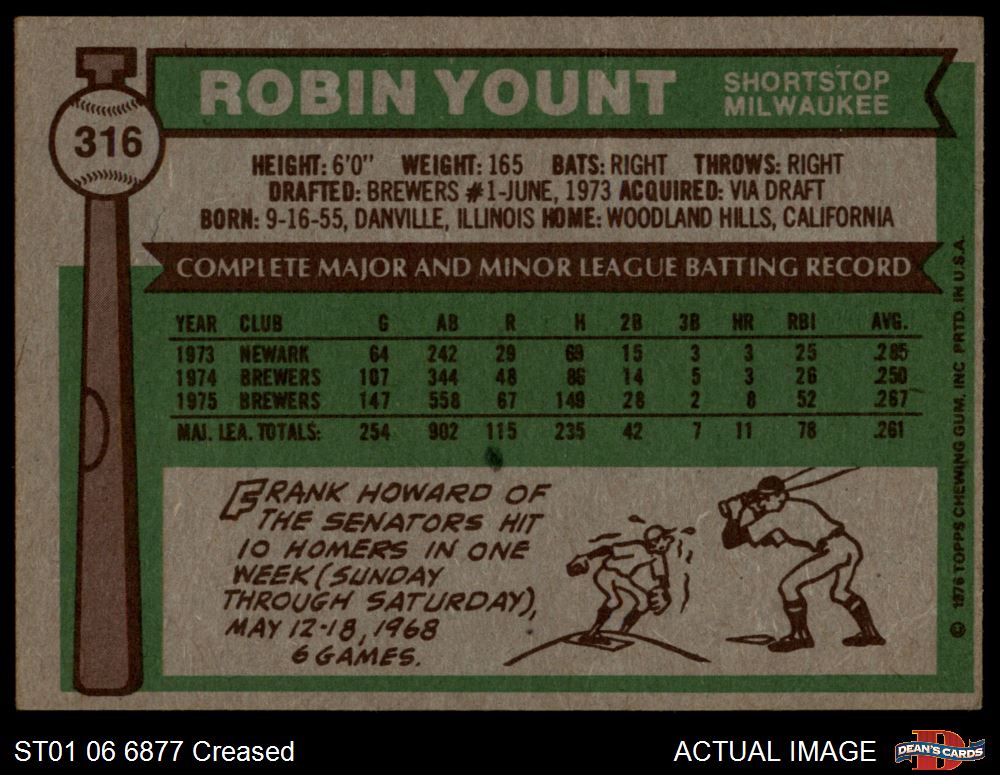 316
ROBIN YOUNT
SHORTSTOP
MILWAUKEE
HEIGHT: 6'0" WEIGHT: 165 BATS: RIGHT THROWS: RIGHT
DRAFTED: BREWERS #1-JUNE, 1973 ACQUIRED: VIA DRAFT
BORN: 9-16-55, DANVILLE, ILLINOIS HOME: WOODLAND HILLS, CALIFORNIA
COMPLETE MAJOR AND MINOR LEAGUE BATTING RECORD
YEAR CLUB G AB R H 2B 3B HR RBI AVG.
1973 NEWARK 64 242 29 69 15 3 3 25 .285
1974 BREWERS 107 344 48 86 14 5 3 26 .250
1975 BREWERS 147 558 67 149 28 2 8 52 .267
MAJ. LEA. TOTALS: 254 902 115 235 42 7 11 78 .261
FRANK HOWARD OF
THE SENATORS HIT
10 HOMERS IN ONE
WEEK (SUNDAY
THROUGH SATURDAY),
MAY 12-18, 1968
6 GAMES.
© 1976 TOPPS CHEWING GUM, INC. PRTD. IN U.S.A.
ST01 06 6877 Creased
ACTUAL IMAGE
DEAN'S CARDS